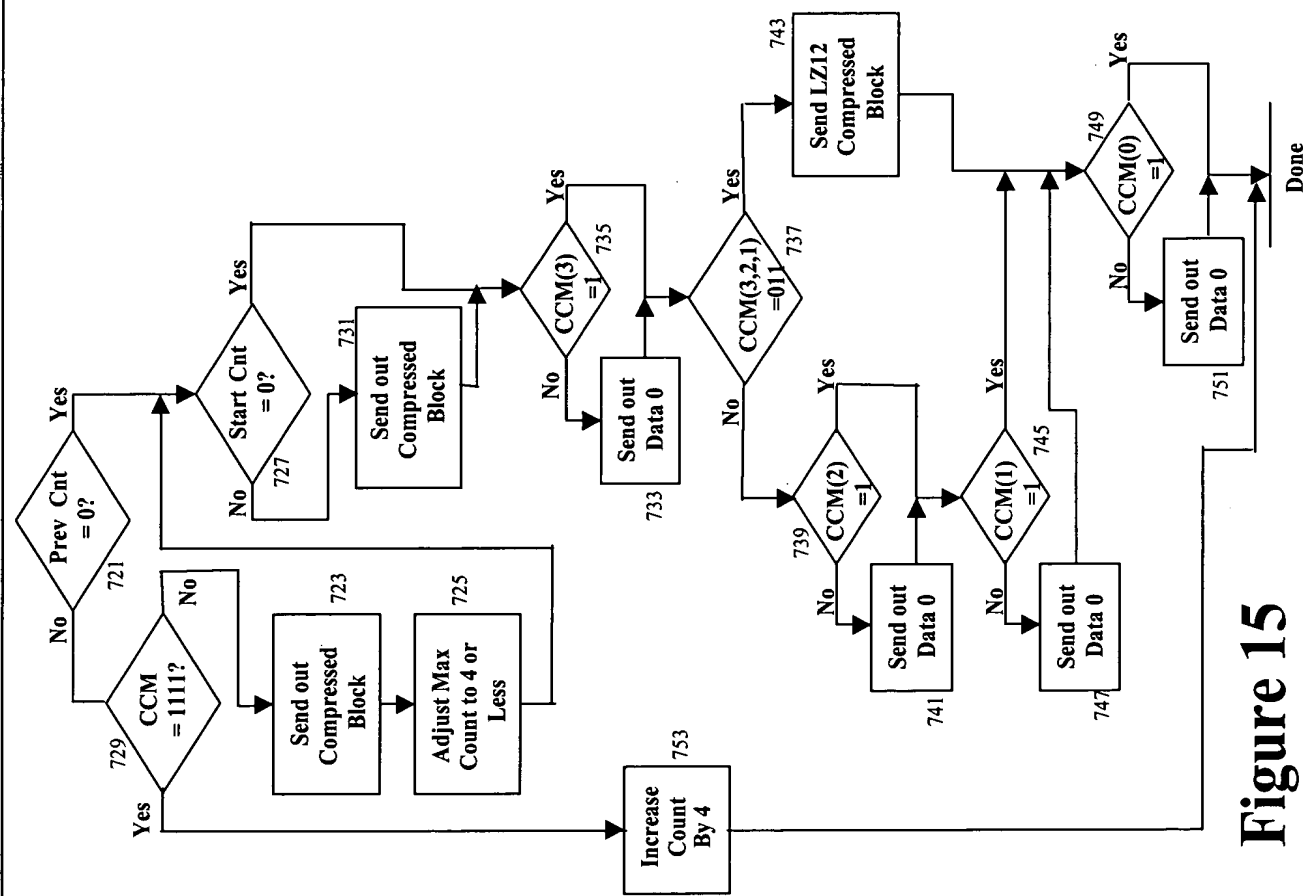 Prev Cnt
= 0?
721
No
Yes
CCM
= 1111?
729
Yes
No
Send out
Compressed
Block
723
Adjust Max
Count to 4 or
Less
725
Start Cnt
= 0?
727
No
Yes
Send out
Compressed
Block
731
CCM(3)
=1
735
No
Yes
Send out
Data 0
733
CCM(3,2,1)
=011
737
No
Yes
Send LZ12
Compressed
Block
743
CCM(2)
=1
739
No
Yes
Send out
Data 0
741
CCM(1)
=1
745
No
Yes
Send out
Data 0
747
CCM(0)
=1
749
No
Yes
Send out
Data 0
751
Increase
Count
By 4
753
Done
Figure 15